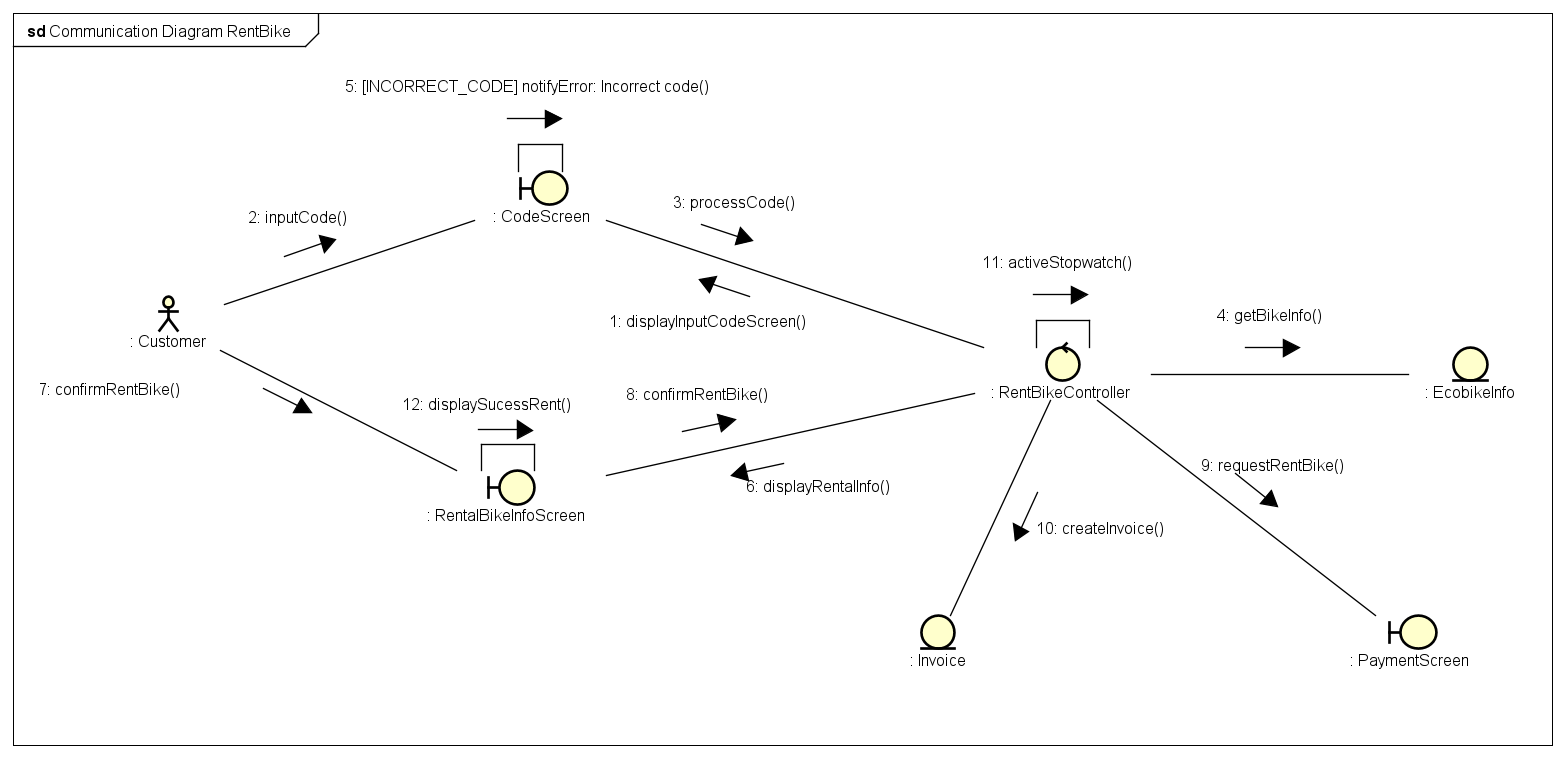 sd Communication Diagram RentBike
5: [INCORRECT_CODE] notifyError: Incorrect code()
3: processCode()
2: inputCode()
: CodeScreen
11: activeStopwatch()
4: getBikeInfo()
1: displayInputCodeScreen()
: Customer
7: confirmRentBike()
8: confirmRentBike()
: RentBikeController
: EcobikeInfo
12: displaySucessRent()
9: requestRentBike()
6: displayRentalInfo()
: RentalBikeInfoScreen
10: createInvoice()
: Invoice
: PaymentScreen